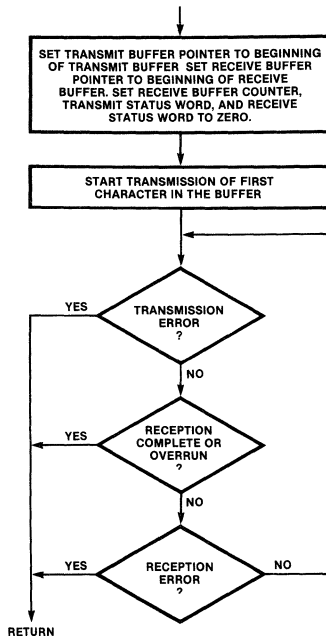 SET TRANSMIT BUFFER POINTER TO BEGINNING
OF TRANSMIT BUFFER SET RECEIVE BUFFER
POINTER TO BEGINNING OF RECEIVE
BUFFER. SET RECEIVE BUFFER COUNTER,
TRANSMIT STATUS WORD, AND RECEIVE
STATUS WORD TO ZERO.
START TRANSMISSION OF FIRST
CHARACTER IN THE BUFFER
YES
TRANSMISSION
ERROR
?
NO
YES
RECEPTION
COMPLETE OR
OVERRUN
?
NO
YES
RECEPTION
ERROR
?
NO
RETURN